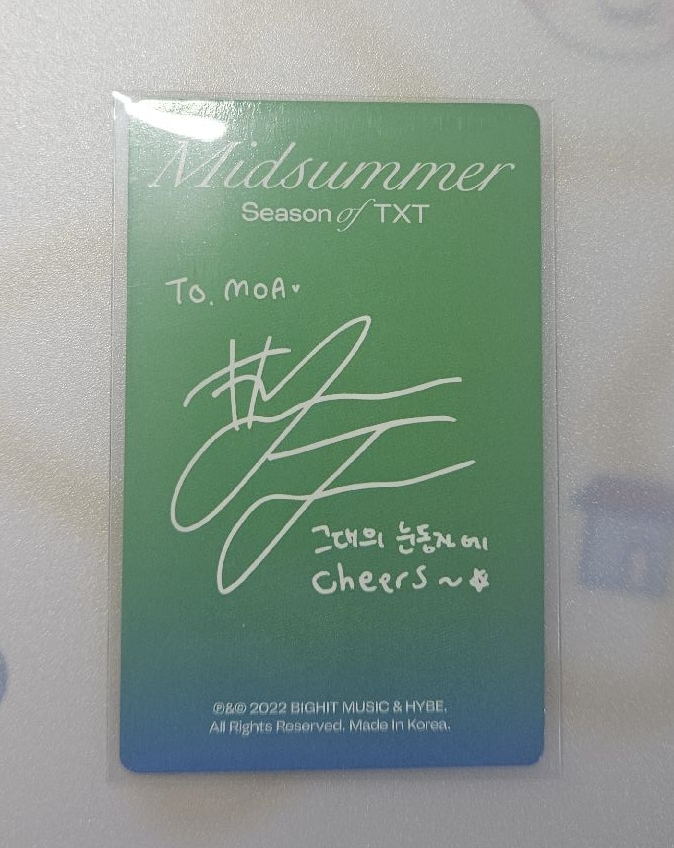 Midsummer
Season of TXT
To. MOA♥
그대의 눈동자에
cheers ~ ☆
℗&© 2022 BIGHIT MUSIC & HYBE.
All Rights Reserved. Made In Korea.